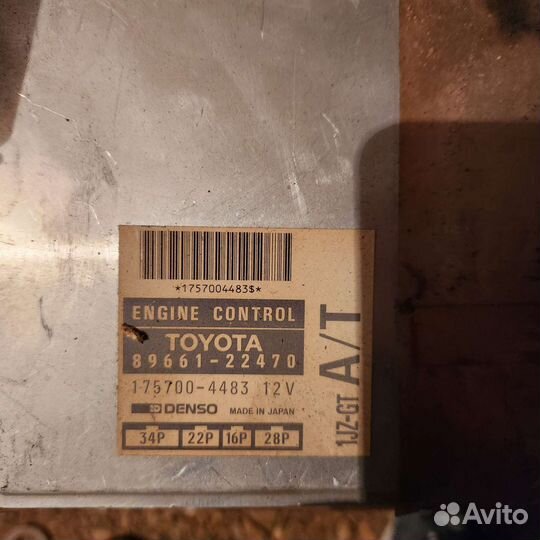 *1757004483$*
ENGINE CONTROL
TOYOTA
89661-22470
175700-4483 12V
DENSO MADE IN JAPAN
34P 22P 16P 28P
1JZ-GT A/T
Avito